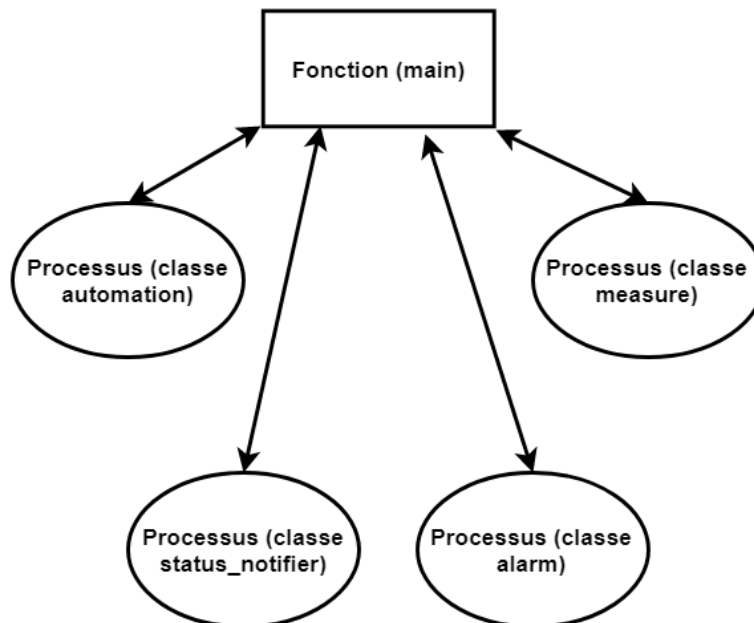 Fonction (main)
Processus (classe
automation)
Processus (classe
measure)
Processus (classe
status_notifier)
Processus (classe
alarm)